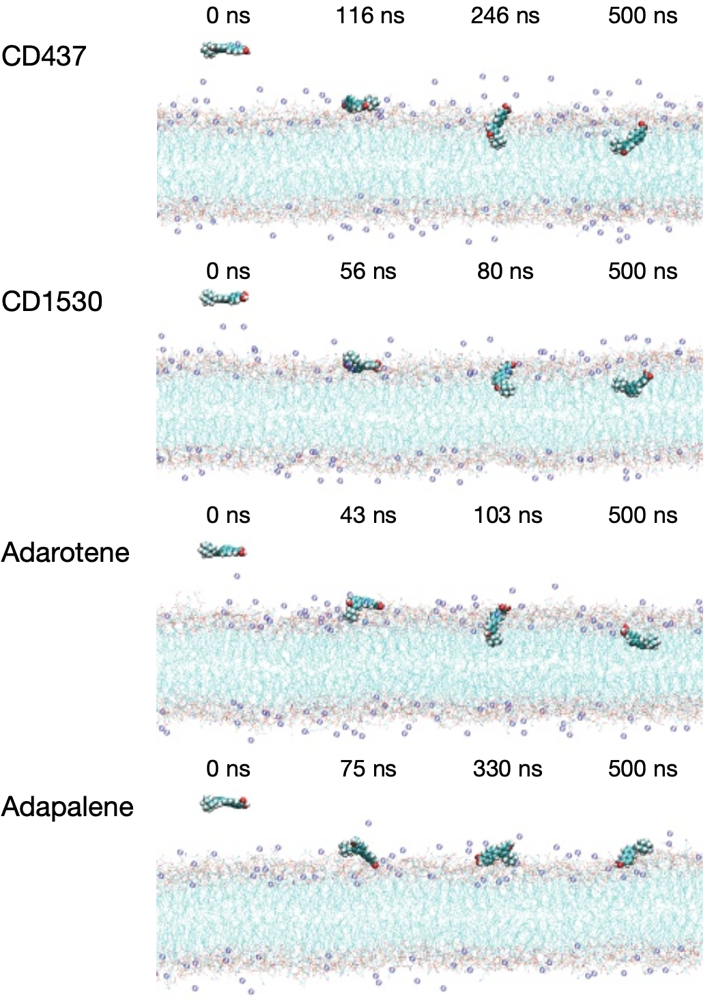 0 ns 116 ns 246 ns 500 ns
CD437
0 ns 56 ns 80 ns 500 ns
CD1530
0 ns 43 ns 103 ns 500 ns
Adarotene
0 ns 75 ns 330 ns 500 ns
Adapalene